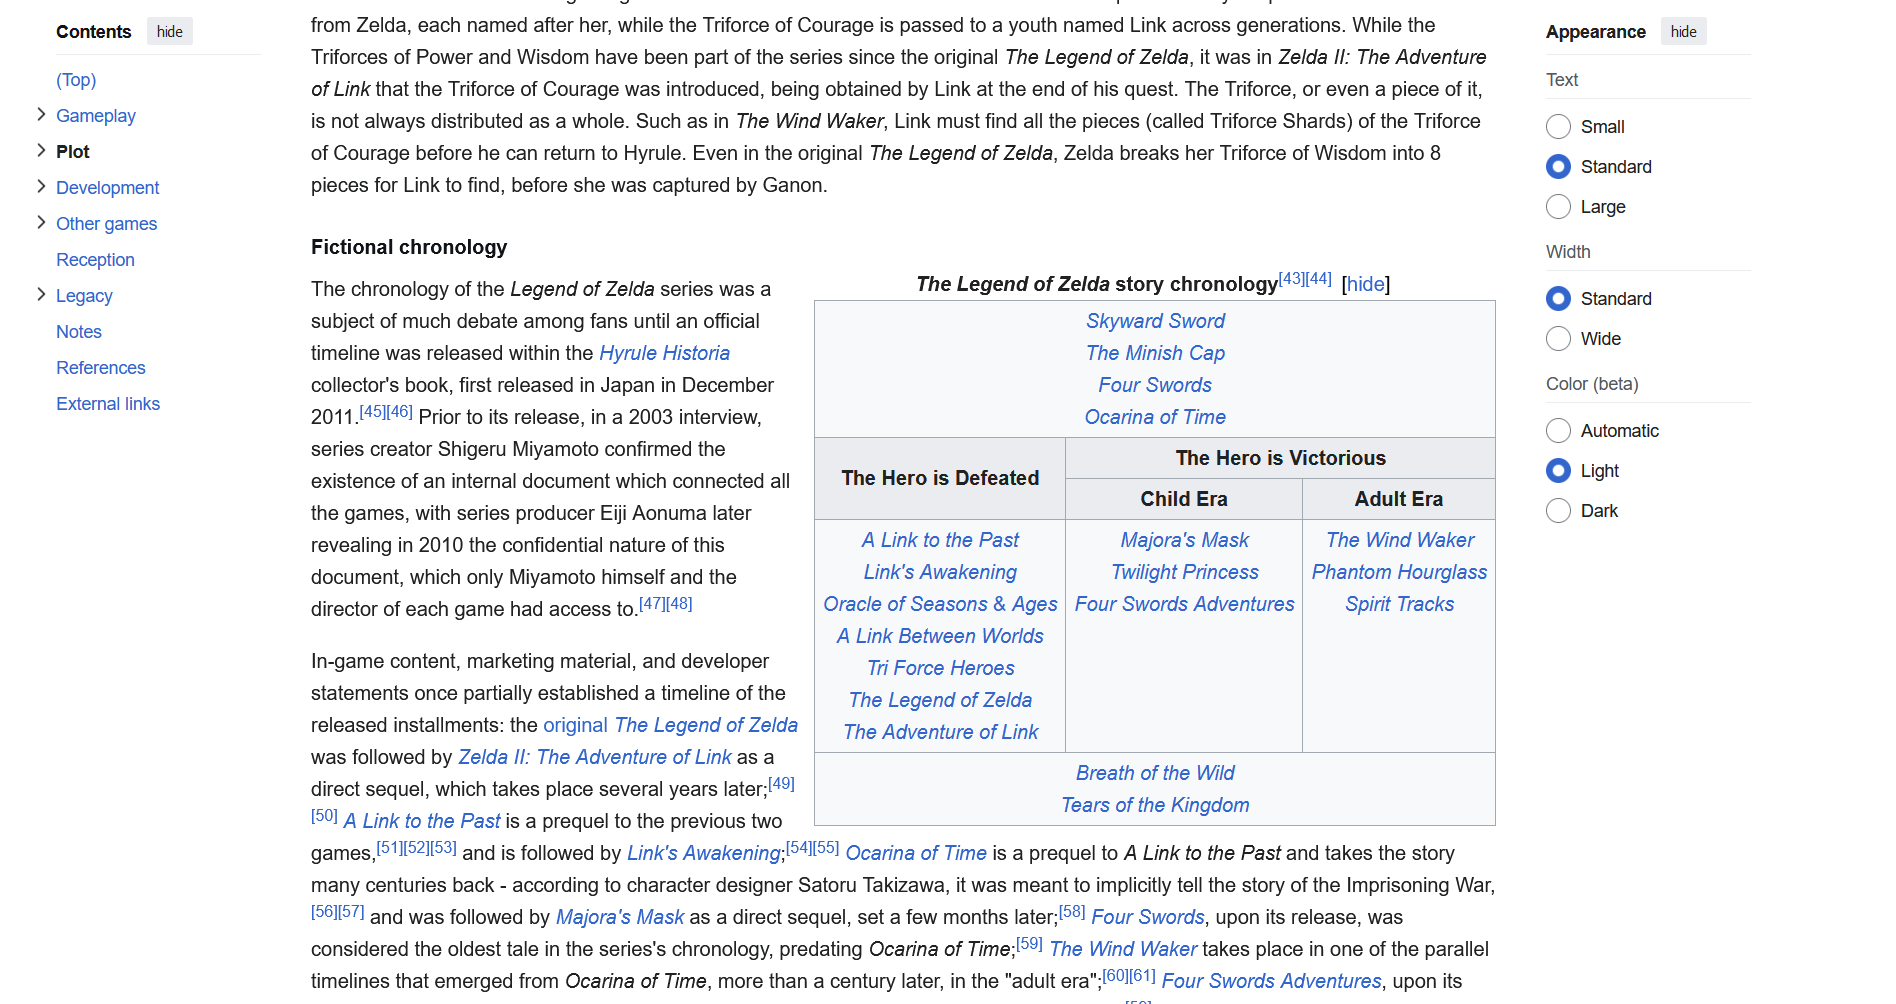 Contents hide
(Top)
Gameplay
Plot
Development
Other games
Reception
Legacy
Notes
References
External links
from Zelda, each named after her, while the Triforce of Courage is passed to a youth named Link across generations. While the
Triforces of Power and Wisdom have been part of the series since the original The Legend of Zelda, it was in Zelda II: The Adventure
of Link that the Triforce of Courage was introduced, being obtained by Link at the end of his quest. The Triforce, or even a piece of it,
is not always distributed as a whole. Such as in The Wind Waker, Link must find all the pieces (called Triforce Shards) of the Triforce
of Courage before he can return to Hyrule. Even in the original The Legend of Zelda, Zelda breaks her Triforce of Wisdom into 8
pieces for Link to find, before she was captured by Ganon.
Fictional chronology
The chronology of the Legend of Zelda series was a
subject of much debate among fans until an official
timeline was released within the Hyrule Historia
collector's book, first released in Japan in December
2011.[45][46] Prior to its release, in a 2003 interview,
series creator Shigeru Miyamoto confirmed the
existence of an internal document which connected all
the games, with series producer Eiji Aonuma later
revealing in 2010 the confidential nature of this
document, which only Miyamoto himself and the
director of each game had access to.[47][48]
In-game content, marketing material, and developer
statements once partially established a timeline of the
released installments: the original The Legend of Zelda
was followed by Zelda II: The Adventure of Link as a
direct sequel, which takes place several years later;[49]
[50] A Link to the Past is a prequel to the previous two
games,[51][52][53] and is followed by Link's Awakening;[54][55] Ocarina of Time is a prequel to A Link to the Past and takes the story
many centuries back - according to character designer Satoru Takizawa, it was meant to implicitly tell the story of the Imprisoning War,
[56][57] and was followed by Majora's Mask as a direct sequel, set a few months later;[58] Four Swords, upon its release, was
considered the oldest tale in the series's chronology, predating Ocarina of Time;[59] The Wind Waker takes place in one of the parallel
timelines that emerged from Ocarina of Time, more than a century later, in the "adult era";[60][61] Four Swords Adventures, upon its
The Legend of Zelda story chronology[43][44] [hide]
Skyward Sword
The Minish Cap
Four Swords
Ocarina of Time
The Hero is Defeated
The Hero is Victorious
Child Era
Adult Era
A Link to the Past
Link's Awakening
Oracle of Seasons & Ages
A Link Between Worlds
Tri Force Heroes
The Legend of Zelda
The Adventure of Link
Majora's Mask
Twilight Princess
Four Swords Adventures
The Wind Waker
Phantom Hourglass
Spirit Tracks
Breath of the Wild
Tears of the Kingdom
Appearance hide
Text
Small
Standard
Large
Width
Standard
Wide
Color (beta)
Automatic
Light
Dark